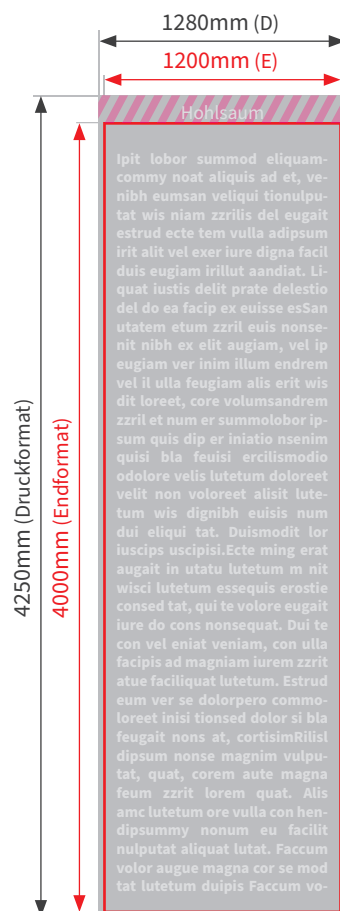 1280mm (D)
1200mm (E)
Hohlsaum
4250mm (Druckformat)
4000mm (Endformat)
Ipit lobor summod eliquam-
commy noat aliquis ad et, ve-
nibh eumsan veliqui tionulpu-
tat wis niam zzrilis del eugait
estrud ecte tem vulla adipsum
irit alit vel exer iure digna facil
duis eugiam irillut aandiat. Li-
quat iustis delit prate delestio
del do ea facip ex euisse esSan
utatem etum zzril euis nonse-
nit nibh ex elit augiam, vel ip
eugiam ver inim illum endrem
vel il ulla feugiam alis erit wis
dit loreet, core volumsandrem
zzril et num er summolobor ip-
sum quis dip er iniatio nsenim
quisi bla feuisi ercilismodio
odolore velis lutetum doloreet
velit non voloreet alisit lute-
tum wis dignibh euisis num
dui eliqui tat. Duismodit lor
iuscips uscipisi.Ecte ming erat
augait in utatu lutetum m nit
wisci lutetum essequis erostie
consed tat, qui te volore eugait
iure do cons nonsequat. Dui te
con vel eniat veniam, con ulla
facipis ad magniam iurem zzrit
atue faciliquat lutetum. Estrud
eum ver se dolorpero commo-
loreet inisi tionsed dolor si bla
feugait nons at, cortisimRilisl
dipsum nonse magnim vulpu-
tat, quat, corem aute magna
feum zzrit lorem quat. Alis
amc lutetum ore vulla con hen-
dipsummy nonum eu facilit
nulputat aliquat lutat. Faccum
volor augue magna cor se mod
tat lutetum duipis Faccum vo-